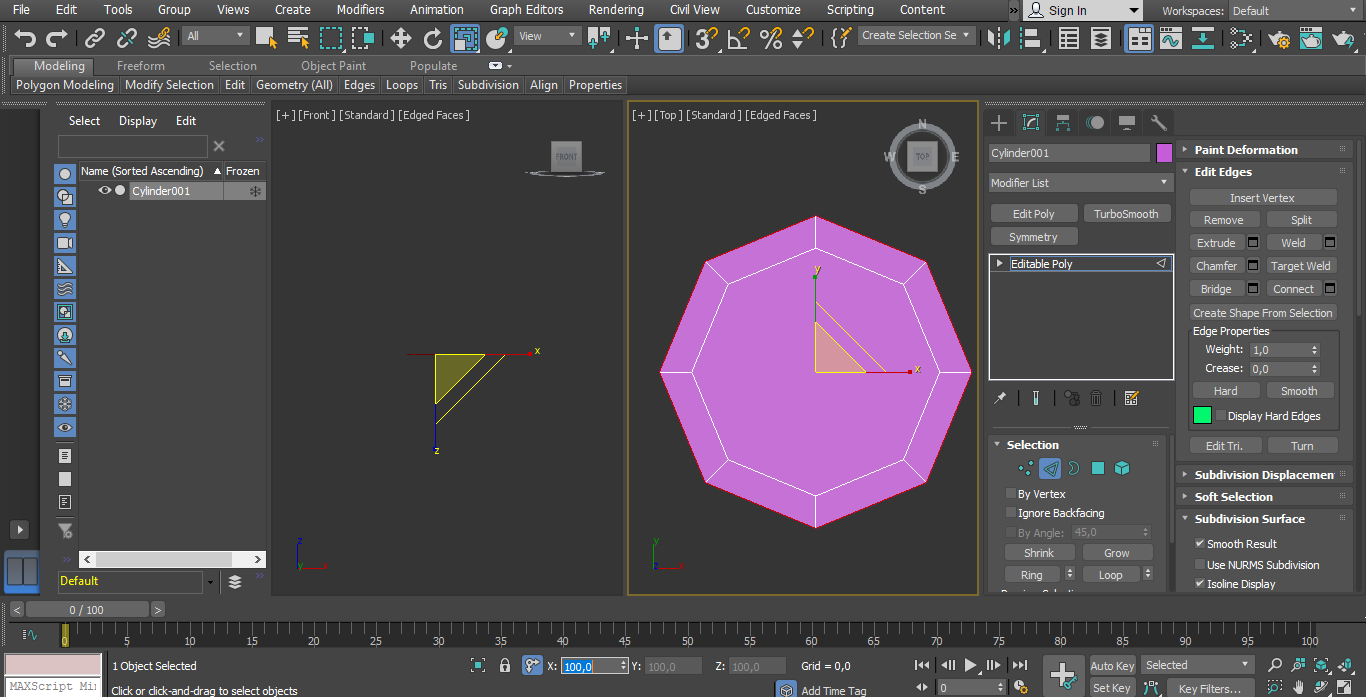 File Edit Tools Group Views Create Modifiers Animation Graph Editors Rendering Civil View Customize Scripting Content » Sign In Workspaces: Default
All View Create Selection Se
Modeling Freeform Selection Object Paint Populate
Polygon Modeling Modify Selection Edit Geometry (All) Edges Loops Tris Subdivision Align Properties
Select Display Edit
Name (Sorted Ascending) Frozen
Cylinder001
Default
[+] [Front] [Standard] [Edged Faces]
FRONT
x
z
z
y
[+] [Top] [Standard] [Edged Faces]
N
W TOP E
S
y
x
y
z
Cylinder001
Modifier List
Edit Poly TurboSmooth
Symmetry
Editable Poly
Selection
By Vertex
Ignore Backfacing
By Angle: 45,0
Shrink Grow
Ring Loop
Paint Deformation
Edit Edges
Insert Vertex
Remove Split
Extrude Weld
Chamfer Target Weld
Bridge Connect
Create Shape From Selection
Edge Properties
Weight: 1,0
Crease: 0,0
Hard Smooth
Display Hard Edges
Edit Tri. Turn
Subdivision Displacemen
Soft Selection
Subdivision Surface
Smooth Result
Use NURMS Subdivision
Isoline Display
< 0 / 100 >
0 5 10 15 20 25 30 35 40 45 50 55 60 65 70 75 80 85 90 95 100
1 Object Selected X: 100,0 Y: 100,0 Z: 100,0 Grid = 0,0 Auto Key Selected
MAXScript Mi Click or click-and-drag to select objects Add Time Tag 0 Set Key Key Filters...